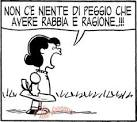 NON C'È NIENTE DI PEGGIO CHE
AVERE RABBIA E RAGIONE..!!!